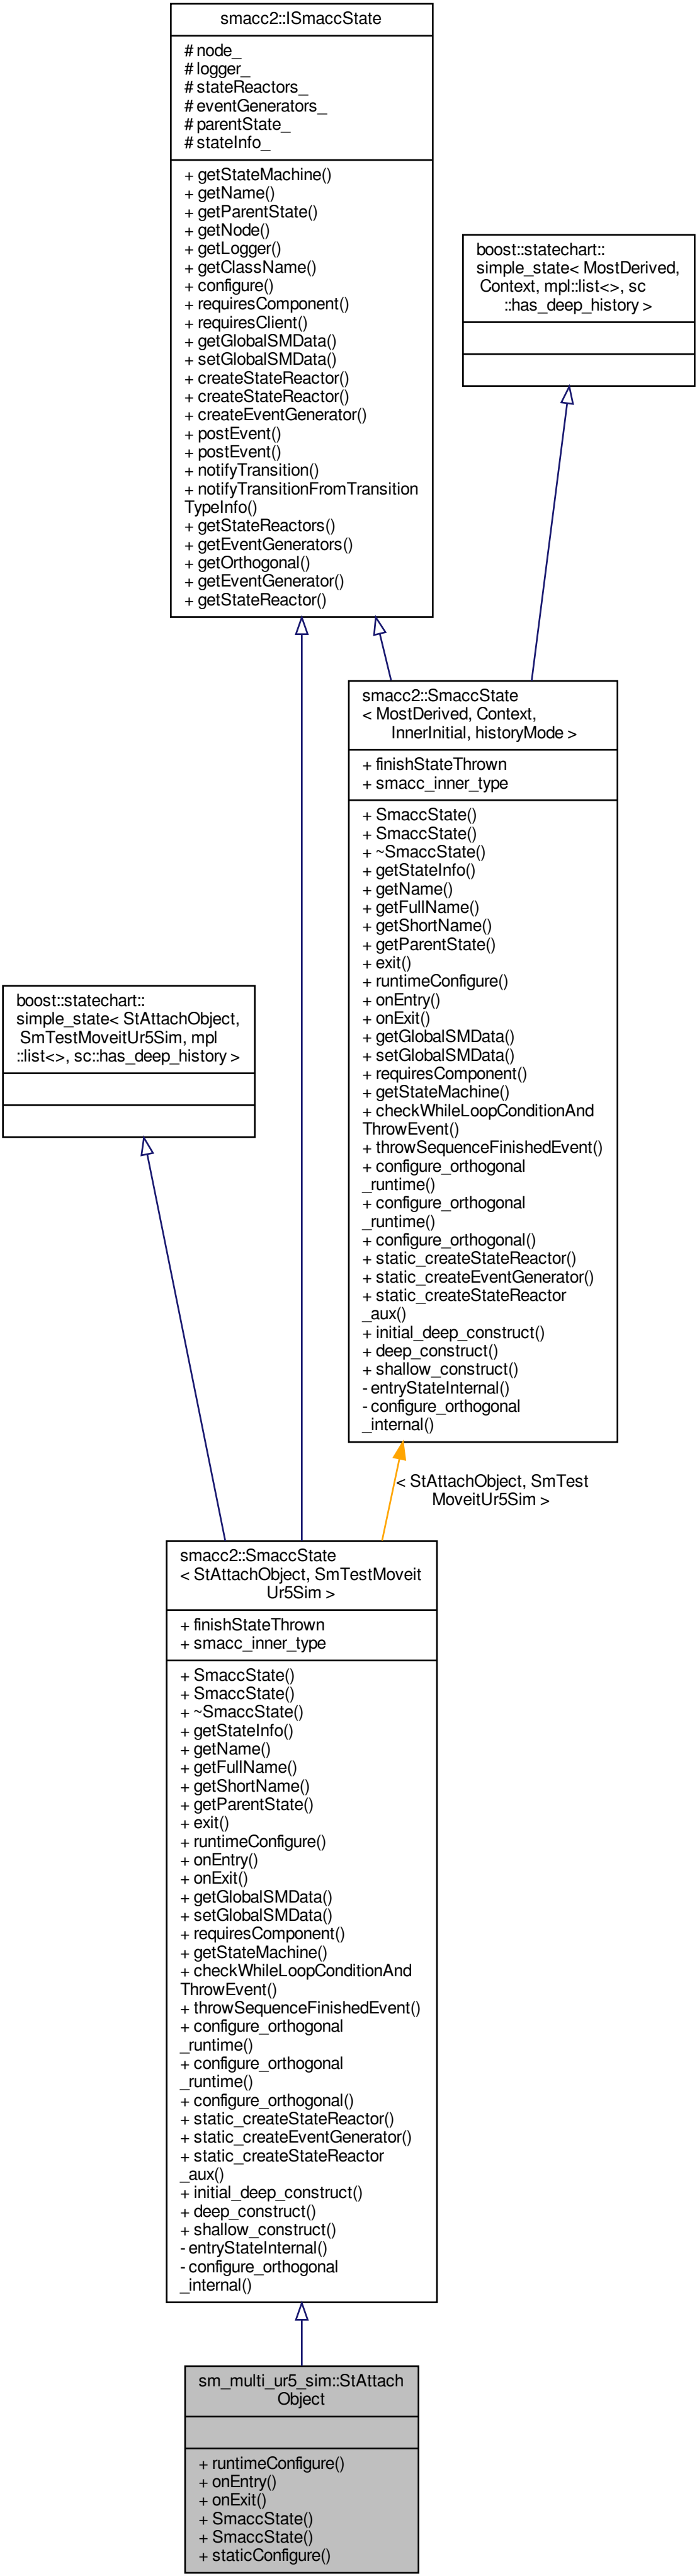 smacc2::ISmaccState
# node_
# logger_
# stateReactors_
# eventGenerators_
# parentState_
# stateInfo_
+ getStateMachine()
+ getName()
+ getParentState()
+ getNode()
+ getLogger()
+ getClassName()
+ configure()
+ requiresComponent()
+ requiresClient()
+ getGlobalSMData()
+ setGlobalSMData()
+ createStateReactor()
+ createStateReactor()
+ createEventGenerator()
+ postEvent()
+ postEvent()
+ notifyTransition()
+ notifyTransitionFromTransition
TypeInfo()
+ getStateReactors()
+ getEventGenerators()
+ getOrthogonal()
+ getEventGenerator()
+ getStateReactor()
boost::statechart::
simple_state< MostDerived,
Context, mpl::list<>, sc
::has_deep_history >
smacc2::SmaccState
< MostDerived, Context,
InnerInitial, historyMode >
+ finishStateThrown
+ smacc_inner_type
+ SmaccState()
+ SmaccState()
+ ~SmaccState()
+ getStateInfo()
+ getName()
+ getFullName()
+ getShortName()
+ getParentState()
+ exit()
+ runtimeConfigure()
+ onEntry()
+ onExit()
+ getGlobalSMData()
+ setGlobalSMData()
+ requiresComponent()
+ getStateMachine()
+ checkWhileLoopConditionAnd
ThrowEvent()
+ throwSequenceFinishedEvent()
+ configure_orthogonal
_runtime()
+ configure_orthogonal
_runtime()
+ configure_orthogonal()
+ static_createStateReactor()
+ static_createEventGenerator()
+ static_createStateReactor
_aux()
+ initial_deep_construct()
+ deep_construct()
+ shallow_construct()
- entryStateInternal()
- configure_orthogonal
_internal()
boost::statechart::
simple_state< StAttachObject,
SmTestMoveitUr5Sim, mpl
::list<>, sc::has_deep_history >
< StAttachObject, SmTest
MoveitUr5Sim >
smacc2::SmaccState
< StAttachObject, SmTestMoveit
Ur5Sim >
+ finishStateThrown
+ smacc_inner_type
+ SmaccState()
+ SmaccState()
+ ~SmaccState()
+ getStateInfo()
+ getName()
+ getFullName()
+ getShortName()
+ getParentState()
+ exit()
+ runtimeConfigure()
+ onEntry()
+ onExit()
+ getGlobalSMData()
+ setGlobalSMData()
+ requiresComponent()
+ getStateMachine()
+ checkWhileLoopConditionAnd
ThrowEvent()
+ throwSequenceFinishedEvent()
+ configure_orthogonal
_runtime()
+ configure_orthogonal
_runtime()
+ configure_orthogonal()
+ static_createStateReactor()
+ static_createEventGenerator()
+ static_createStateReactor
_aux()
+ initial_deep_construct()
+ deep_construct()
+ shallow_construct()
- entryStateInternal()
- configure_orthogonal
_internal()
sm_multi_ur5_sim::StAttach
Object
+ runtimeConfigure()
+ onEntry()
+ onExit()
+ SmaccState()
+ SmaccState()
+ staticConfigure()